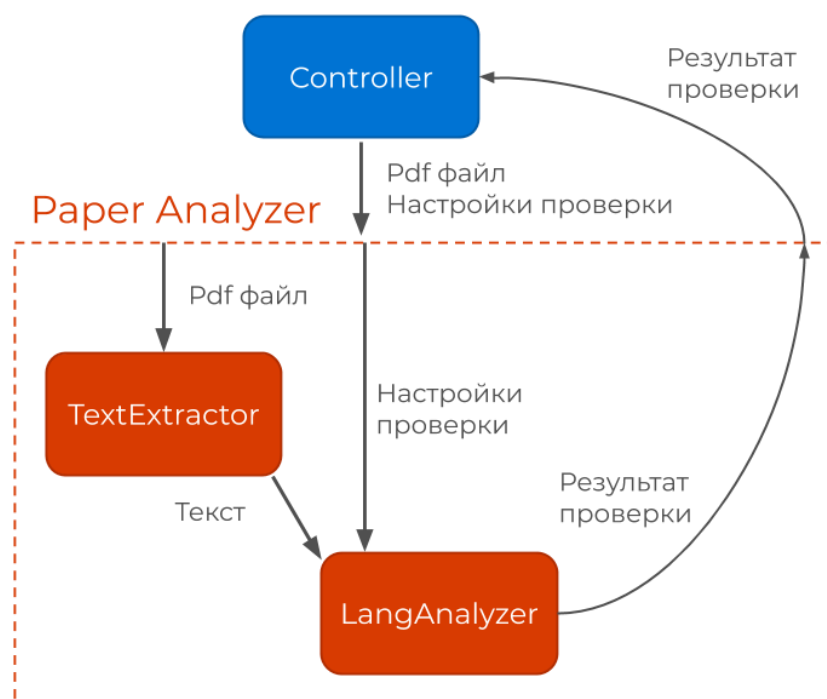 Controller
Результат
проверки
Pdf файл
Настройки проверки
Paper Analyzer
Pdf файл
TextExtractor
Настройки
проверки
Текст
Результат
проверки
LangAnalyzer